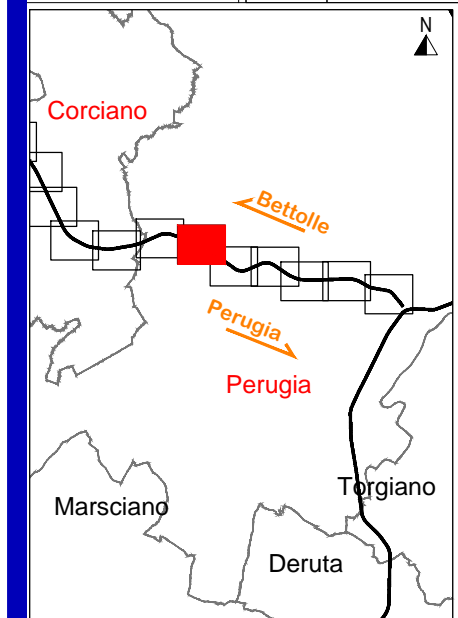 N
Corciano
Bettolle
Perugia
Perugia
Torgiano
Marsciano
Deruta